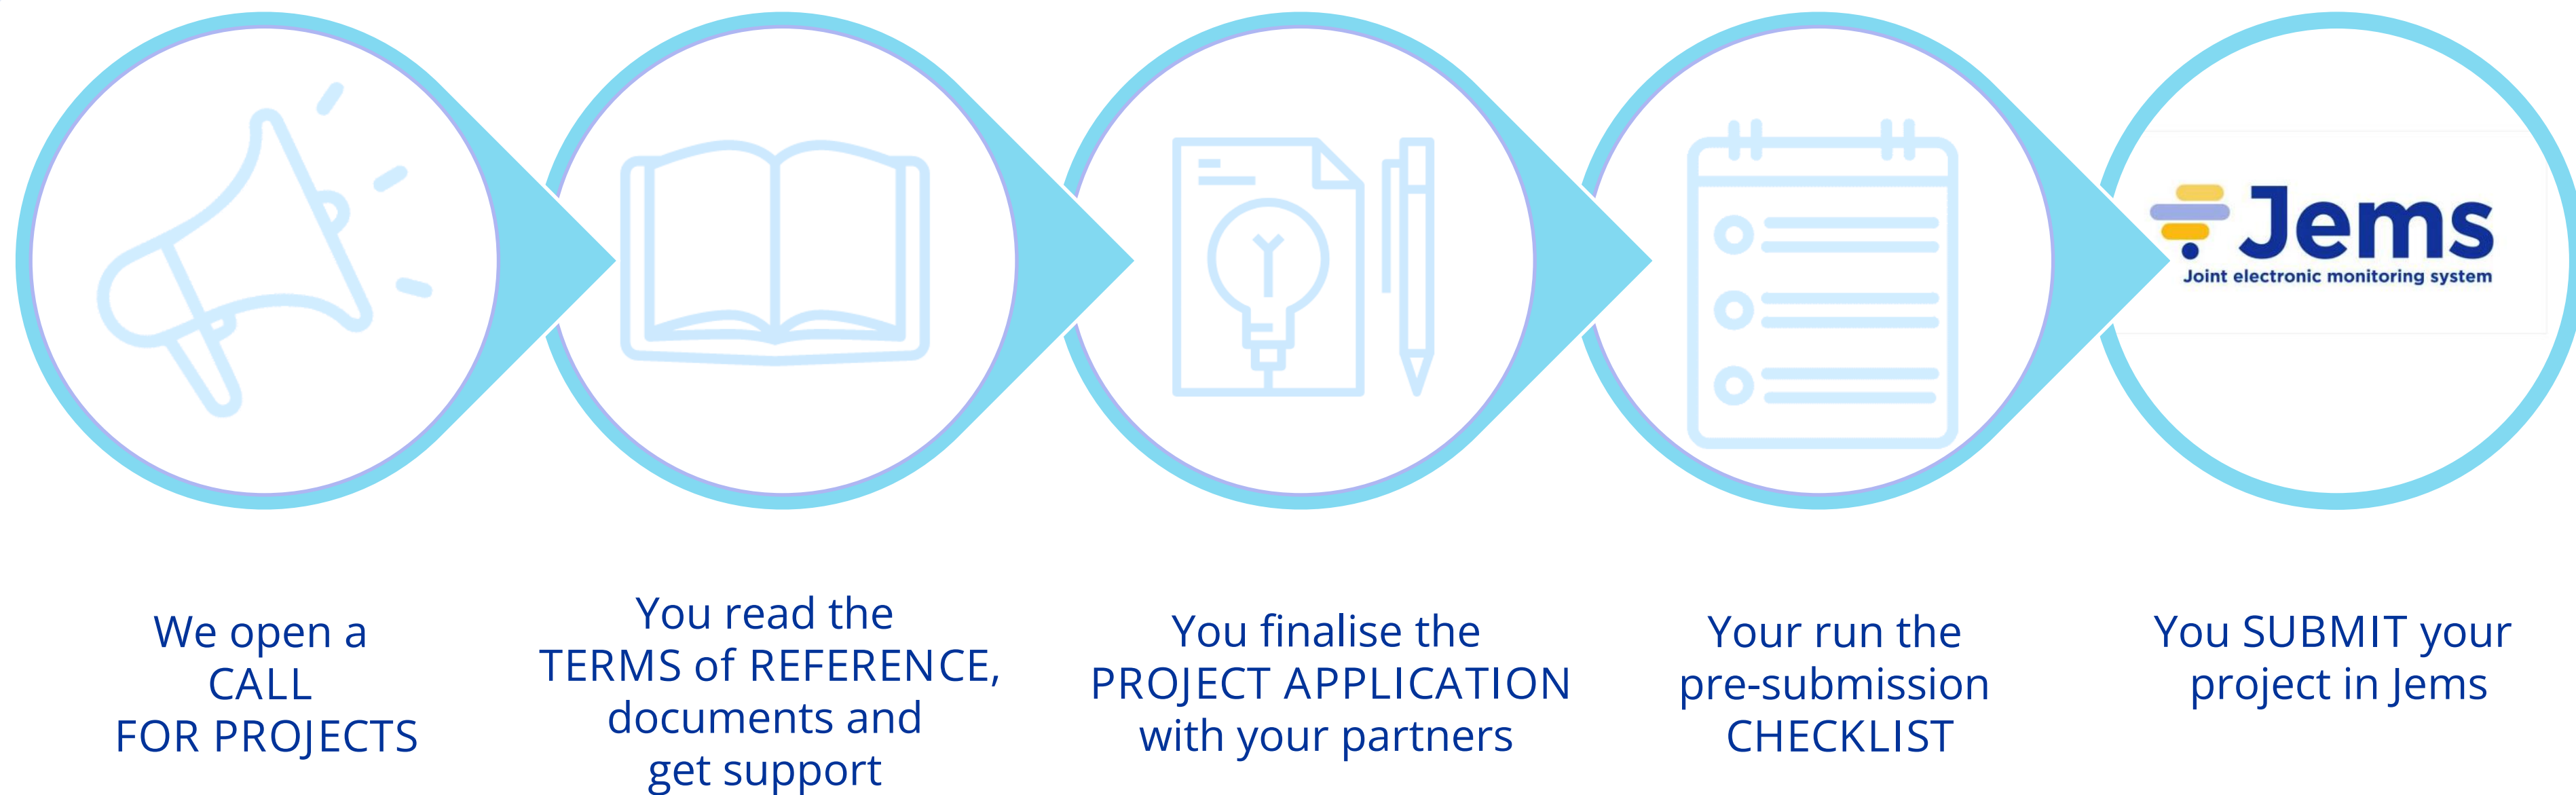 Jems
Joint electronic monitoring system
We open a
CALL
FOR PROJECTS
You read the
TERMS of REFERENCE,
documents and
get support
You finalise the
PROJECT APPLICATION
with your partners
Your run the
pre-submission
CHECKLIST
You SUBMIT your
project in Jems